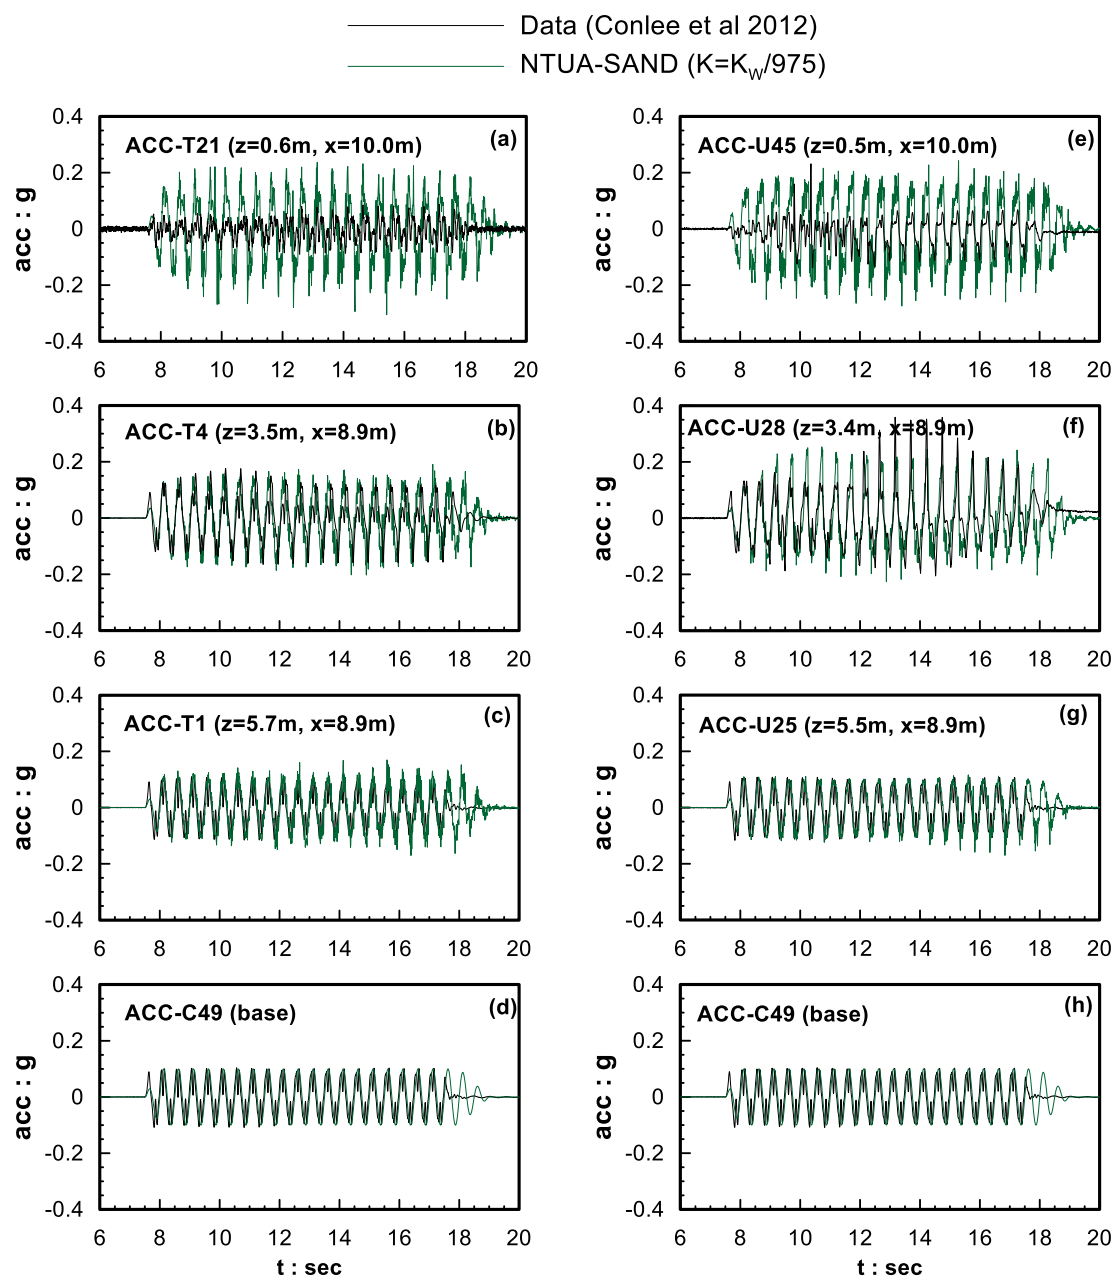 Data (Conlee et al 2012)
NTUA-SAND (K=KW/975)
0.4
0.2
0
-0.2
-0.4
acc : g
ACC-T21 (z=0.6m, x=10.0m)
(a)
6 8 10 12 14 16 18 20
0.4
0.2
0
-0.2
-0.4
acc : g
ACC-U45 (z=0.5m, x=10.0m)
(e)
6 8 10 12 14 16 18 20
0.4
0.2
0
-0.2
-0.4
acc : g
ACC-T4 (z=3.5m, x=8.9m)
(b)
6 8 10 12 14 16 18 20
0.4
0.2
0
-0.2
-0.4
acc : g
ACC-U28 (z=3.4m, x=8.9m)
(f)
6 8 10 12 14 16 18 20
0.4
0.2
0
-0.2
-0.4
acc : g
ACC-T1 (z=5.7m, x=8.9m)
(c)
6 8 10 12 14 16 18 20
0.4
0.2
0
-0.2
-0.4
acc : g
ACC-U25 (z=5.5m, x=8.9m)
(g)
6 8 10 12 14 16 18 20
0.4
0.2
0
-0.2
-0.4
acc : g
ACC-C49 (base)
(d)
6 8 10 12 14 16 18 20
t : sec
0.4
0.2
0
-0.2
-0.4
acc : g
ACC-C49 (base)
(h)
6 8 10 12 14 16 18 20
t : sec